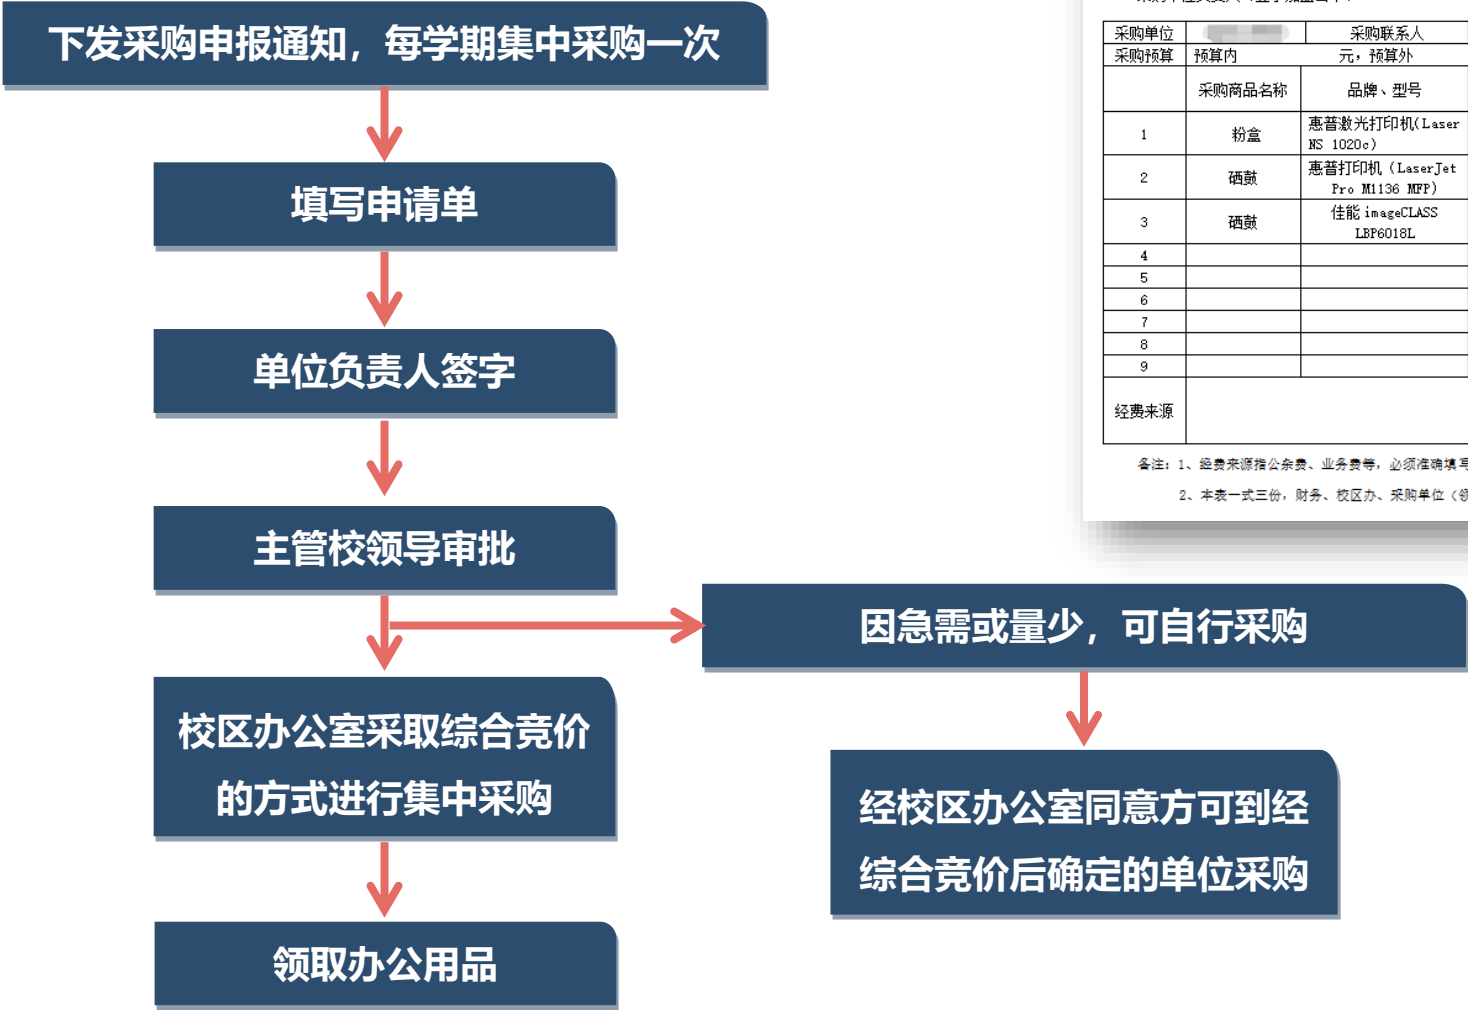 下发采购申报通知，每学期集中采购一次
填写申请单
单位负责人签字
主管校领导审批
因急需或量少，可自行采购
校区办公室采取综合竞价
的方式进行集中采购
经校区办公室同意方可到经
综合竞价后确定的单位采购
领取办公用品
采购单位 采购联系人
采购预算 预算内 元，预算外
采购商品名称 品牌、型号
1 粉盒 惠普激光打印机(Laser
NS 1020c)
2 硒鼓 惠普打印机（LaserJet
Pro M1136 MFP)
3 硒鼓 佳能 imageCLASS
LBP6018L
4
5
6
7
8
9
经费来源
备注：1、经费来源指公杂费、业务费等，必须准确填写
2、本表一式三份，财务、校区办、采购单位（领